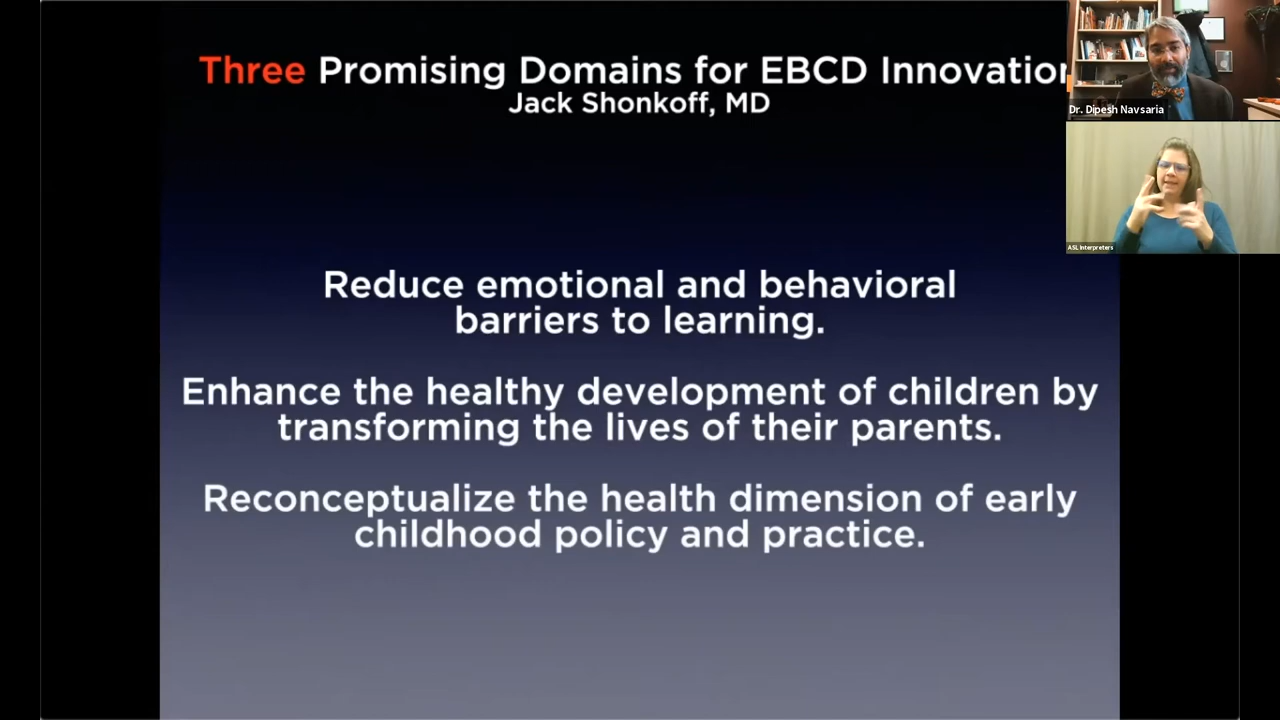 Three Promising Domains for EBCD Innovation
Jack Shonkoff, MD
Dr. Dipesh Navsaria
ASL Interpreters
Reduce emotional and behavioral
barriers to learning.
Enhance the healthy development of children by
transforming the lives of their parents.
Reconceptualize the health dimension of early
childhood policy and practice.